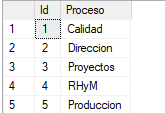 Id Proceso
1 1 Calidad
2 2 Direccion
3 3 Proyectos
4 4 RHyM
5 5 Produccion